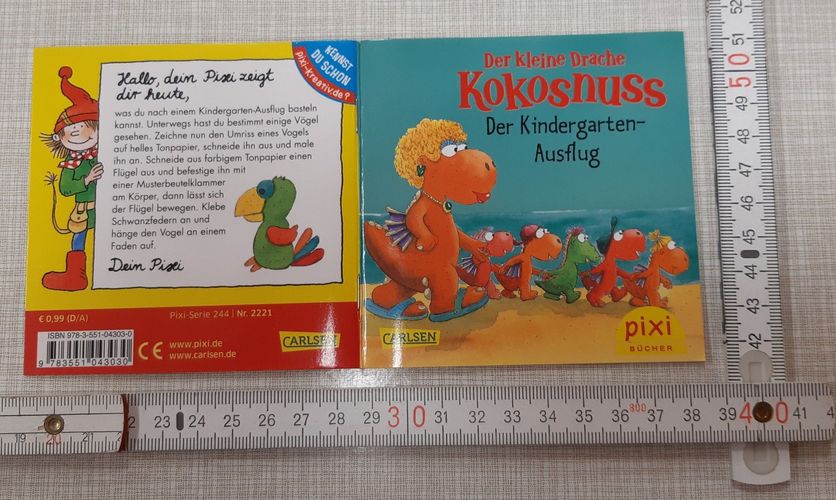 Hallo, dein Pixi zeigt
dir heute,
was du nach einem Kindergarten-Ausflug basteln
kannst. Unterwegs hast du bestimmt einige Vögel
gesehen. Zeichne nun den Umriss eines Vogels
auf helles Tonpapier, schneide ihn aus und male
ihn an. Schneide aus farbigem Tonpapier einen
Flügel aus und befestige ihn mit
einer Musterbeutelklammer
am Körper, dann lässt sich
der Flügel bewegen. Klebe
Schwanzfedern an und
hänge den Vogel an einem
Faden auf.
Dein Pixi
KENNST
DU SCHON
pixi-kreativ.de?
€ 0,99 (D/A)
Pixi-Serie 244 | Nr. 2221
ISBN 978-3-551-04303-0
9 783551 043030
CE
www.pixi.de
www.carlsen.de
CARLSEN
Der kleine Drache
KOKOSNUSS
Der Kindergarten-
Ausflug
CARLSEN
pixi
BÜCHER
52
51
50
49
48
47
46
45
44
43
42
19 20 21 2 23 24 25 26 27 28 29 30 31 32 33 34 35 36 800 37 38 39 40 41 4